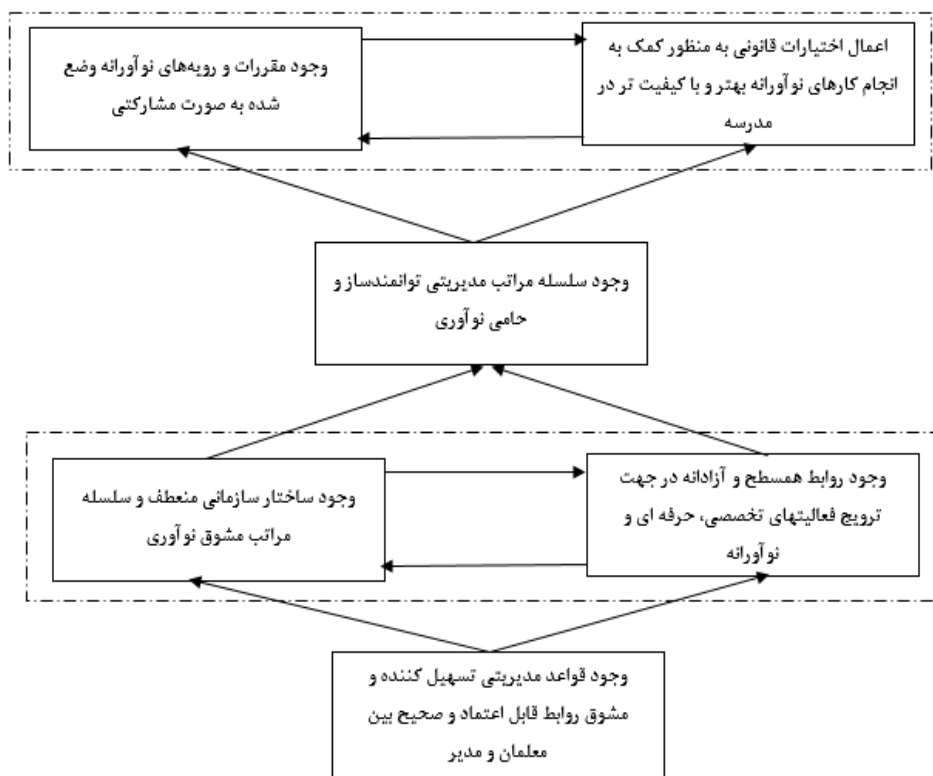 اعمال اختیارات قانونی به منظور کمک به
انجام کارهای نوآورانه بهتر و با کیفیت تر در
مدرسه
وجود مقررات و رویه‌های نوآورانه وضع
شده به صورت مشارکتی
وجود سلسله مراتب مدیریتی توانمندساز و
حامی نوآوری
وجود روابط همسطح و آزادانه در جهت
ترویج فعالیتهای تخصصی، حرفه ای و
نوآورانه
وجود ساختار سازمانی منعطف و سلسله
مراتب مشوق نوآوری
وجود قواعد مدیریتی تسهیل کننده و
مشوق روابط قابل اعتماد و صحیح بین
معلمان و مدیر